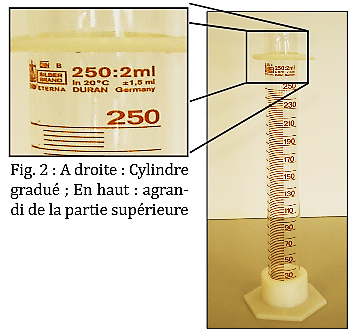 B
SILBER
BRAND
250:2ml
In 20°C ±1,5 ml
ETERNA DURAN Germany
250
Fig. 2 : A droite : Cylindre
gradué ; En haut : agran-
di de la partie supérieure
250
230
210
190
170
150
130
110
90
70
50
30